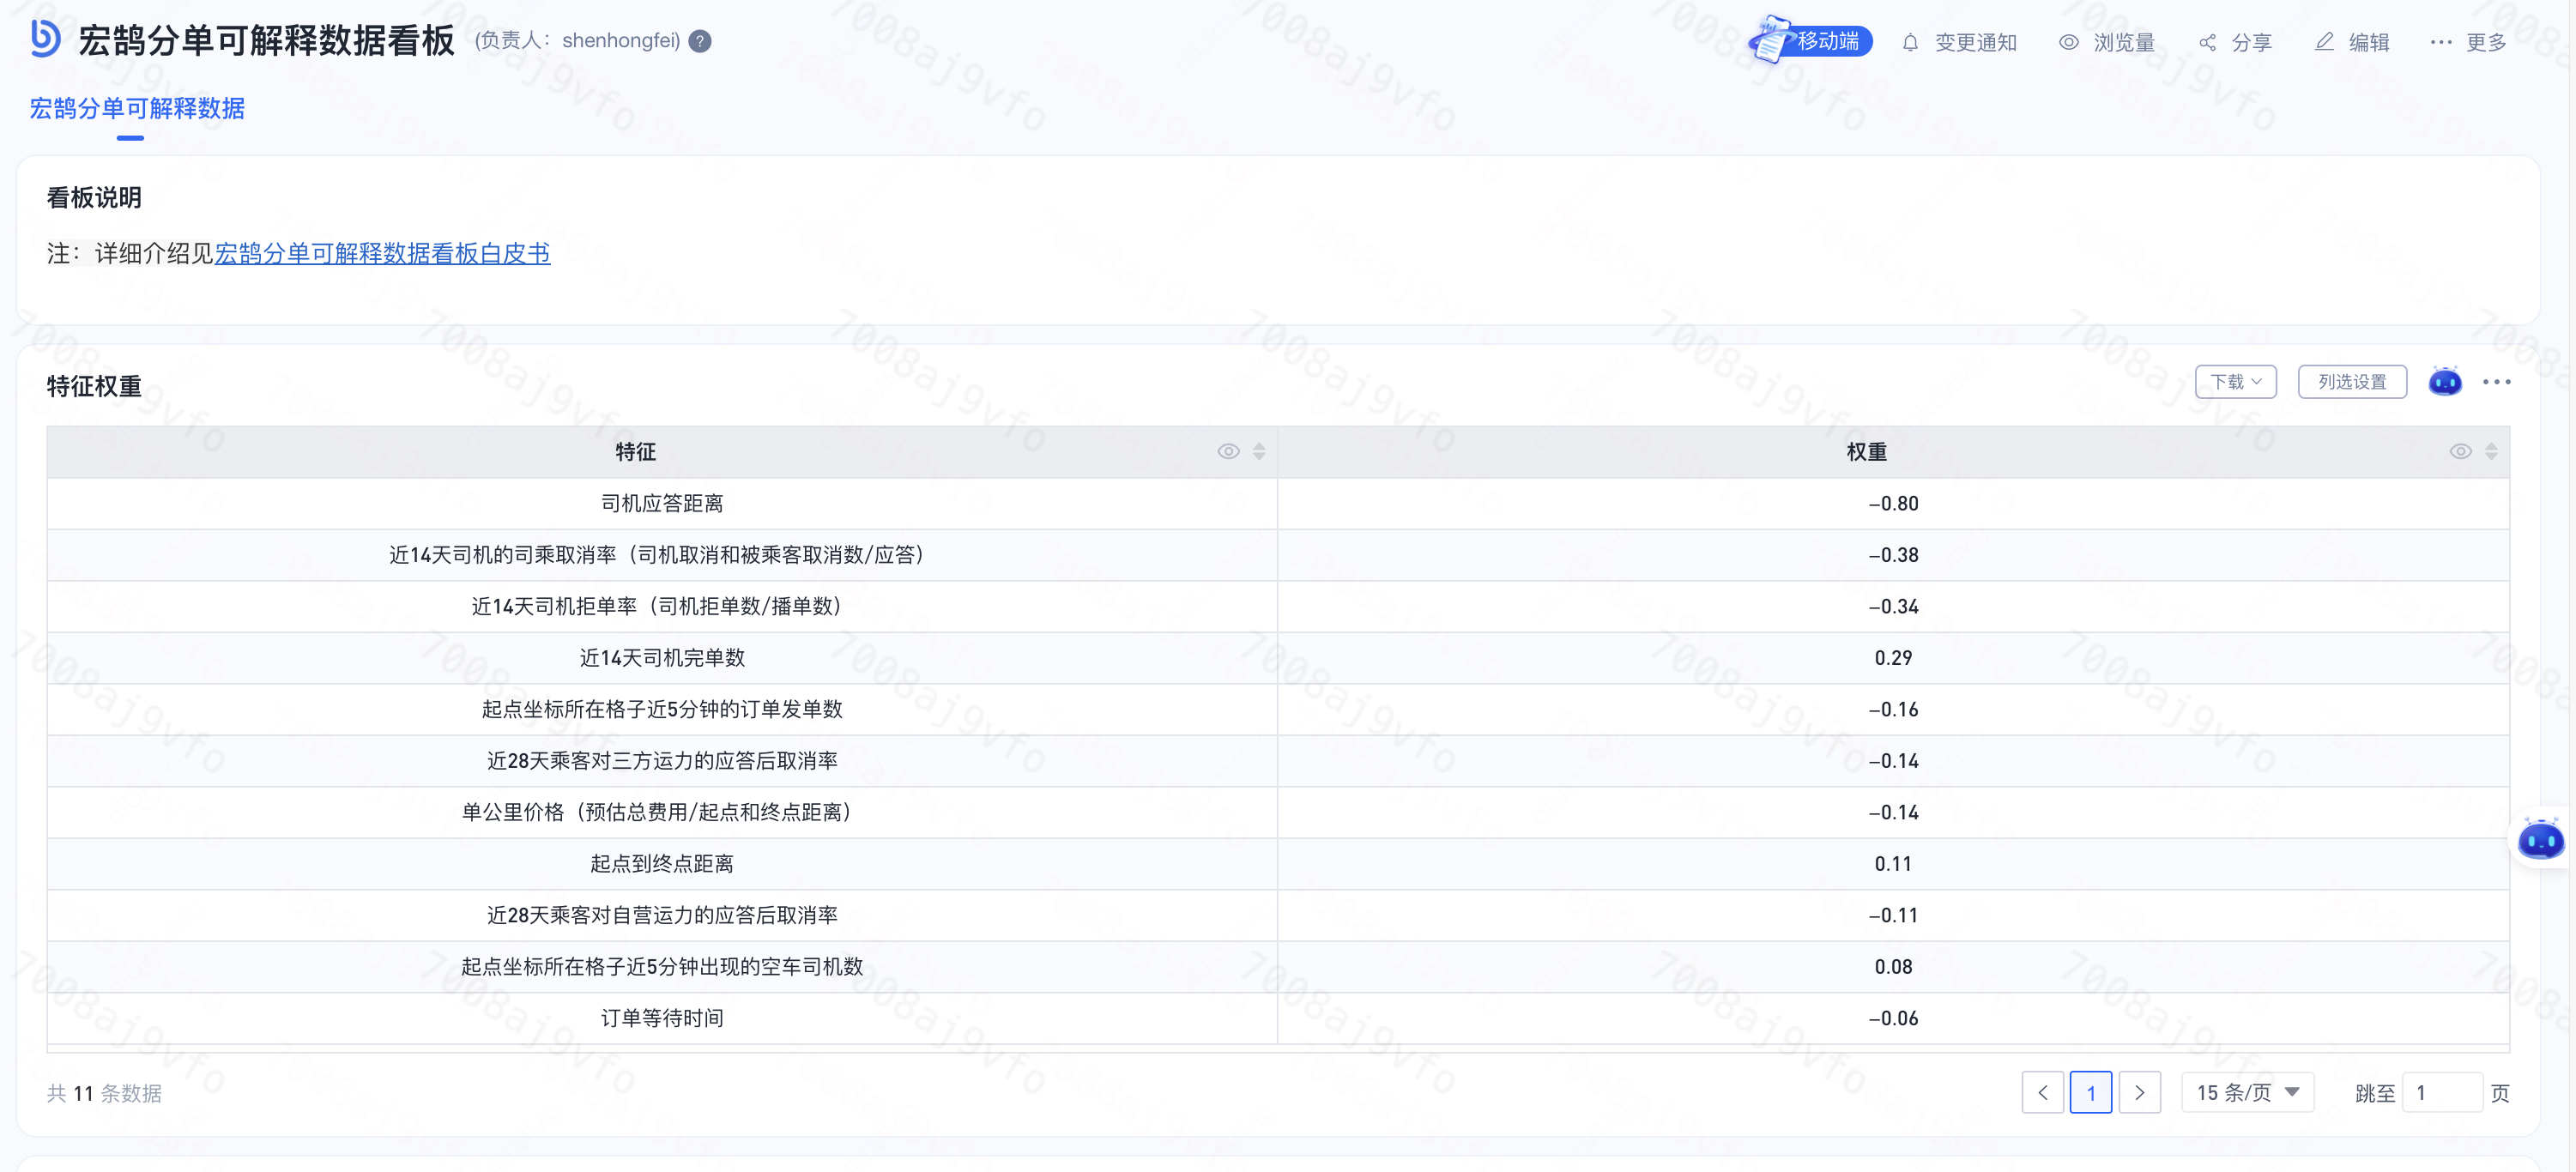 宏鹄分单可解释数据看板 (负责人：shenhongfei) ?
移动端 变更通知 浏览量 分享 编辑 更多
宏鹄分单可解释数据
看板说明
注：详细介绍见宏鹄分单可解释数据看板白皮书
特征权重
下载 列选设置
特征 权重
司机应答距离 –0.80
近14天司机的司乘取消率（司机取消和被乘客取消数/应答） –0.38
近14天司机拒单率（司机拒单数/播单数） –0.34
近14天司机完单数 0.29
起点坐标所在格子近5分钟的订单发单数 –0.16
近28天乘客对三方运力的应答后取消率 –0.14
单公里价格（预估总费用/起点和终点距离） –0.14
起点到终点距离 0.11
近28天乘客对自营运力的应答后取消率 –0.11
起点坐标所在格子近5分钟出现的空车司机数 0.08
订单等待时间 –0.06
共 11 条数据
1 15 条/页 跳至 1 页
7008aj9vfo